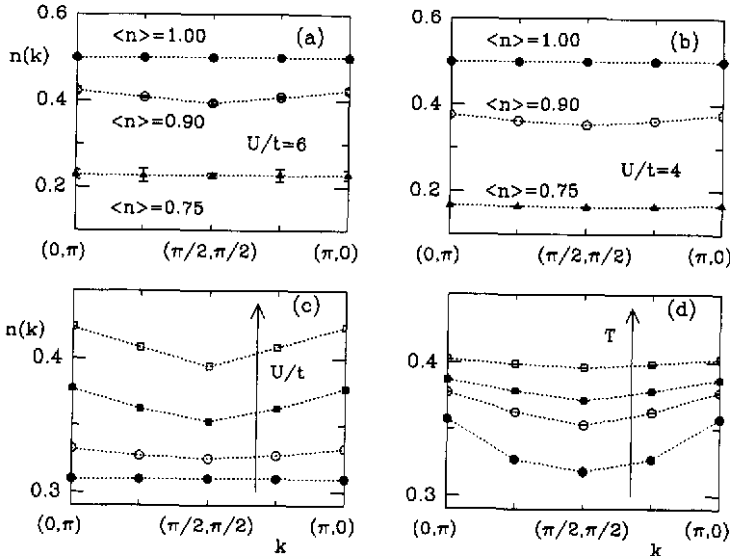 0.6
<n>=1.00
(a)
n(k)
0.4
<n>=0.90
U/t=6
0.2
<n>=0.75
(0,π)
(π/2,π/2)
(π,0)
0.6
<n>=1.00
(b)
0.4
<n>=0.90
U/t=4
0.2
<n>=0.75
(0,π)
(π/2,π/2)
(π,0)
(c)
n(k)
0.4
U/t
0.3
(0,π)
(π/2,π/2)
(π,0)
k
(d)
T
0.4
0.3
(0,π)
(π/2,π/2)
(π,0)
k